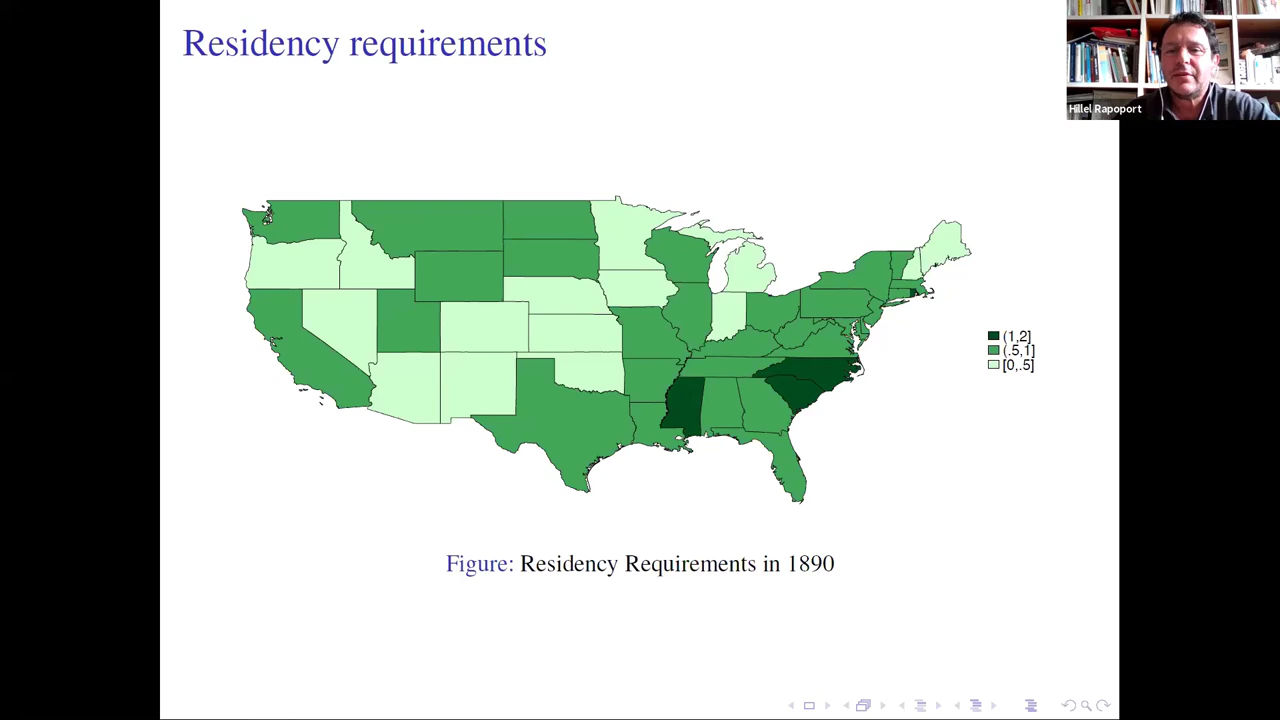 Residency requirements
Hillel Rapoport
(1,2]
(.5,1]
[0,.5]
Figure: Residency Requirements in 1890